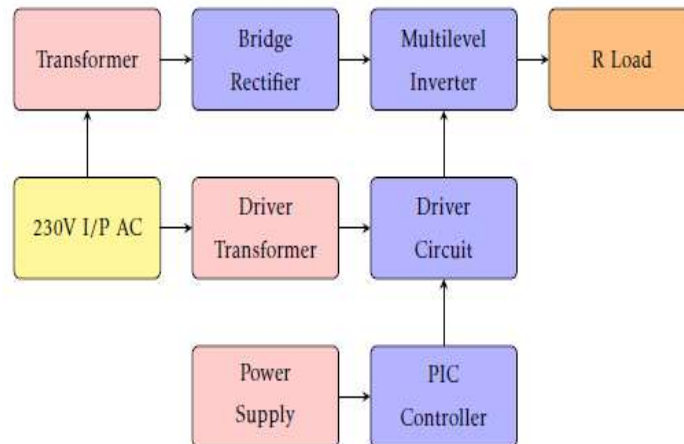 Transformer
Bridge
Rectifier
Multilevel
Inverter
R Load
230V I/P AC
Driver
Transformer
Driver
Circuit
Power
Supply
PIC
Controller